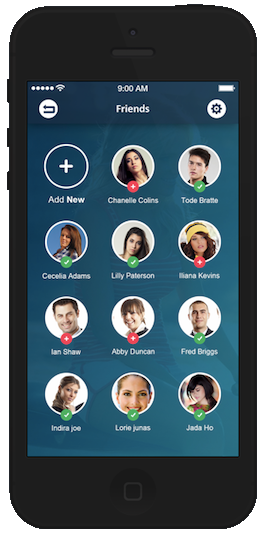 9:00 AM
Friends
Add New
Chanelle Colins
Tode Bratte
Cecelia Adams
Lilly Paterson
Iliana Kevins
Ian Shaw
Abby Duncan
Fred Briggs
Indira joe
Lorie junas
Jada Ho